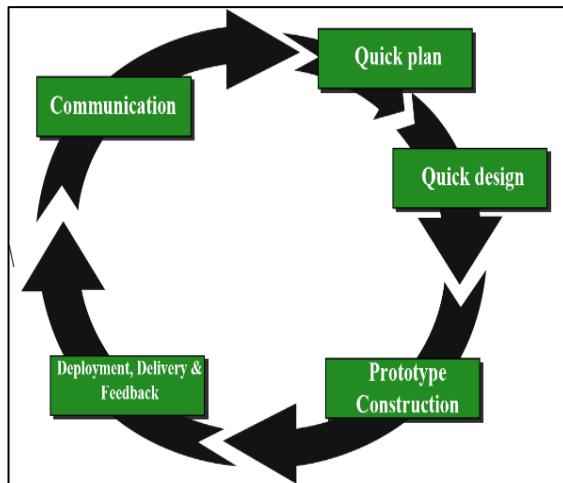 Quick plan
Communication
Quick design
Deployment, Delivery &
Feedback
Prototype
Construction